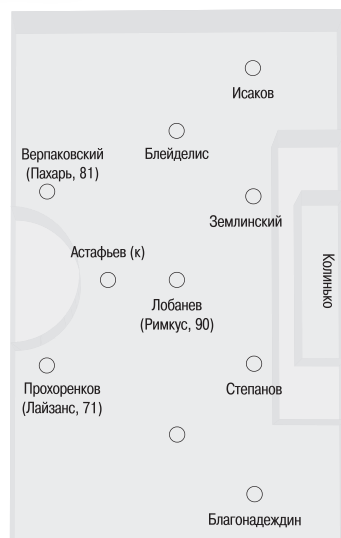 Исаков
Блейделис
Верпаковский
(Пахарь, 81)
Землинский
Астафьев (к)
Колинько
Лобанев
(Римкус, 90)
Прохоренков
(Лайзанс, 71)
Степанов
Благонадеждин